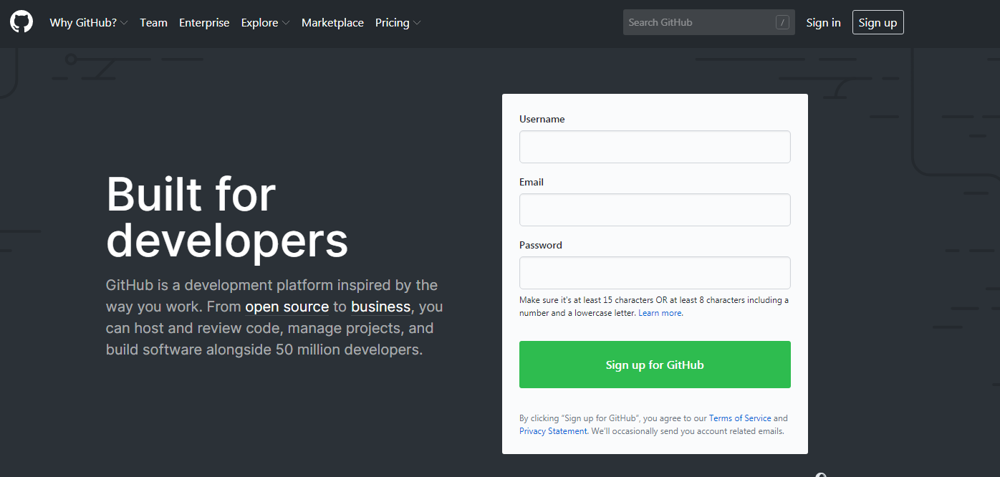 Why GitHub? Team Enterprise Explore Marketplace Pricing Search GitHub / Sign in Sign up
Built for
developers
GitHub is a development platform inspired by the
way you work. From open source to business, you
can host and review code, manage projects, and
build software alongside 50 million developers.
Username
Email
Password
Make sure it's at least 15 characters OR at least 8 characters including a
number and a lowercase letter. Learn more.
Sign up for GitHub
By clicking “Sign up for GitHub”, you agree to our Terms of Service and
Privacy Statement. We’ll occasionally send you account related emails.